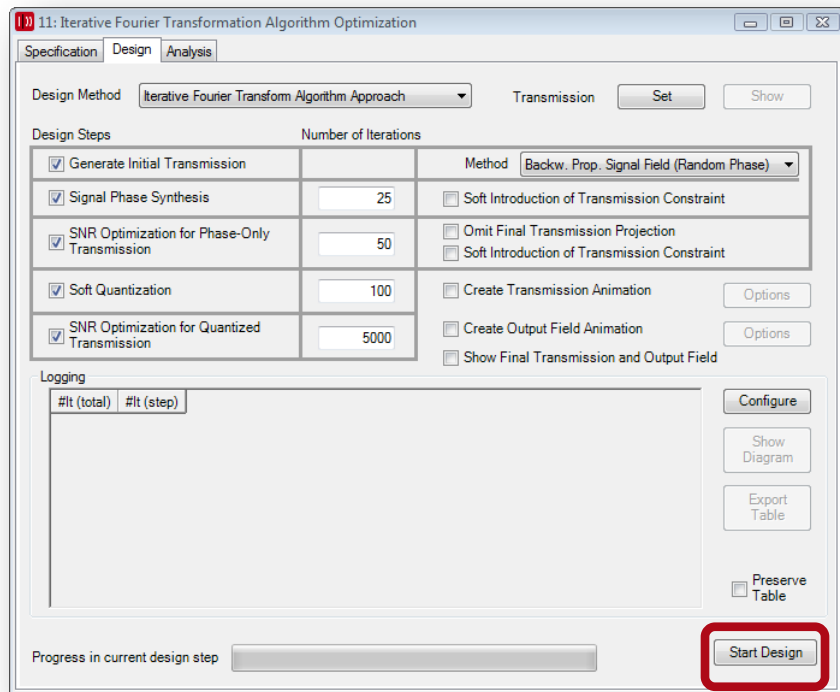 11: Iterative Fourier Transformation Algorithm Optimization
Specification Design Analysis
Design Method Iterative Fourier Transform Algorithm Approach Transmission Set Show
Design Steps Number of Iterations
Generate Initial Transmission Method Backw. Prop. Signal Field (Random Phase)
Signal Phase Synthesis 25 Soft Introduction of Transmission Constraint
SNR Optimization for Phase-Only
Transmission
50
Omit Final Transmission Projection
Soft Introduction of Transmission Constraint
Soft Quantization 100 Create Transmission Animation Options
SNR Optimization for Quantized
Transmission
5000
Create Output Field Animation Options
Show Final Transmission and Output Field
Logging
#It (total) #It (step)
Configure
Show
Diagram
Export
Table
Preserve
Table
Progress in current design step Start Design